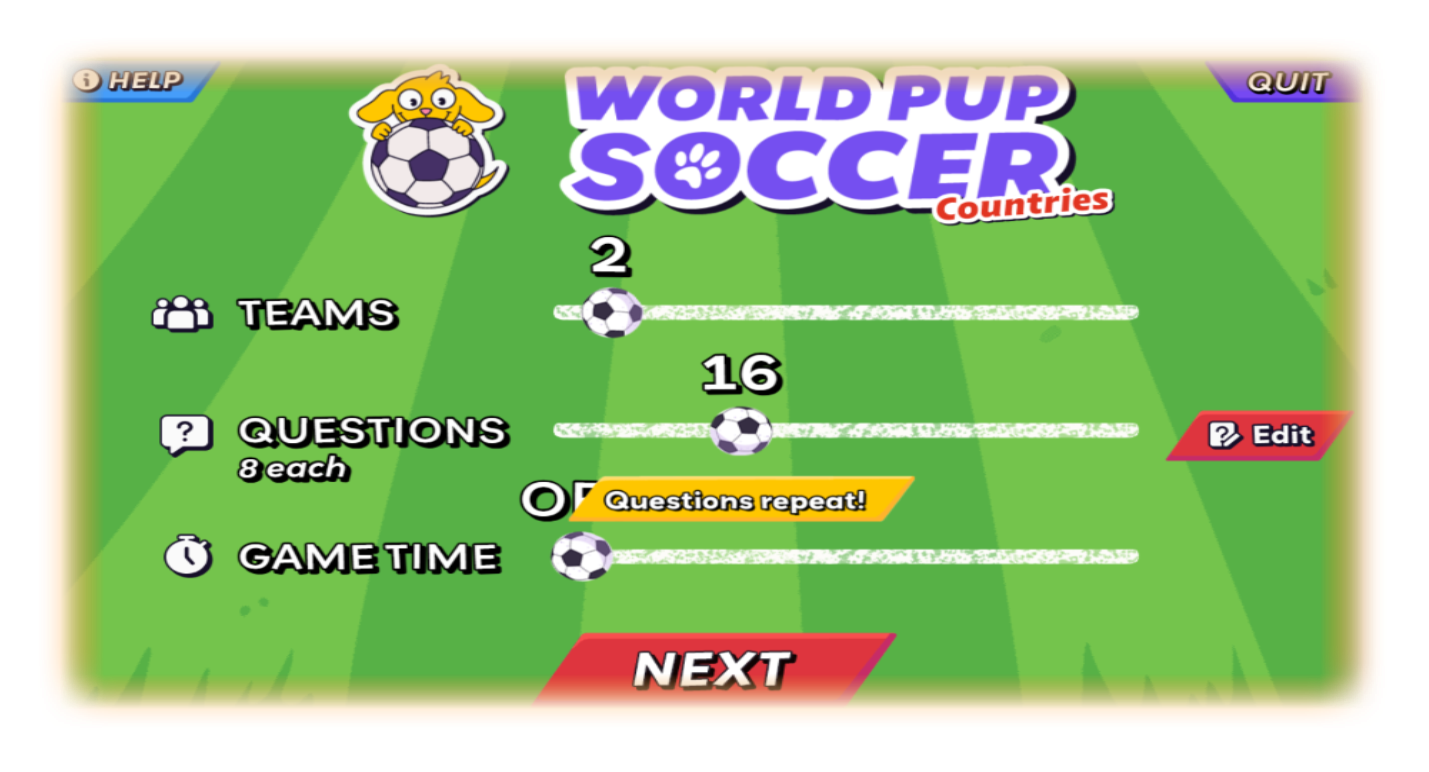 HELP
QUIT
WORLD PUP
SOCCER
Countries
2
TEAMS
16
QUESTIONS
8 each
Edit
Questions repeat!
GAME TIME
NEXT